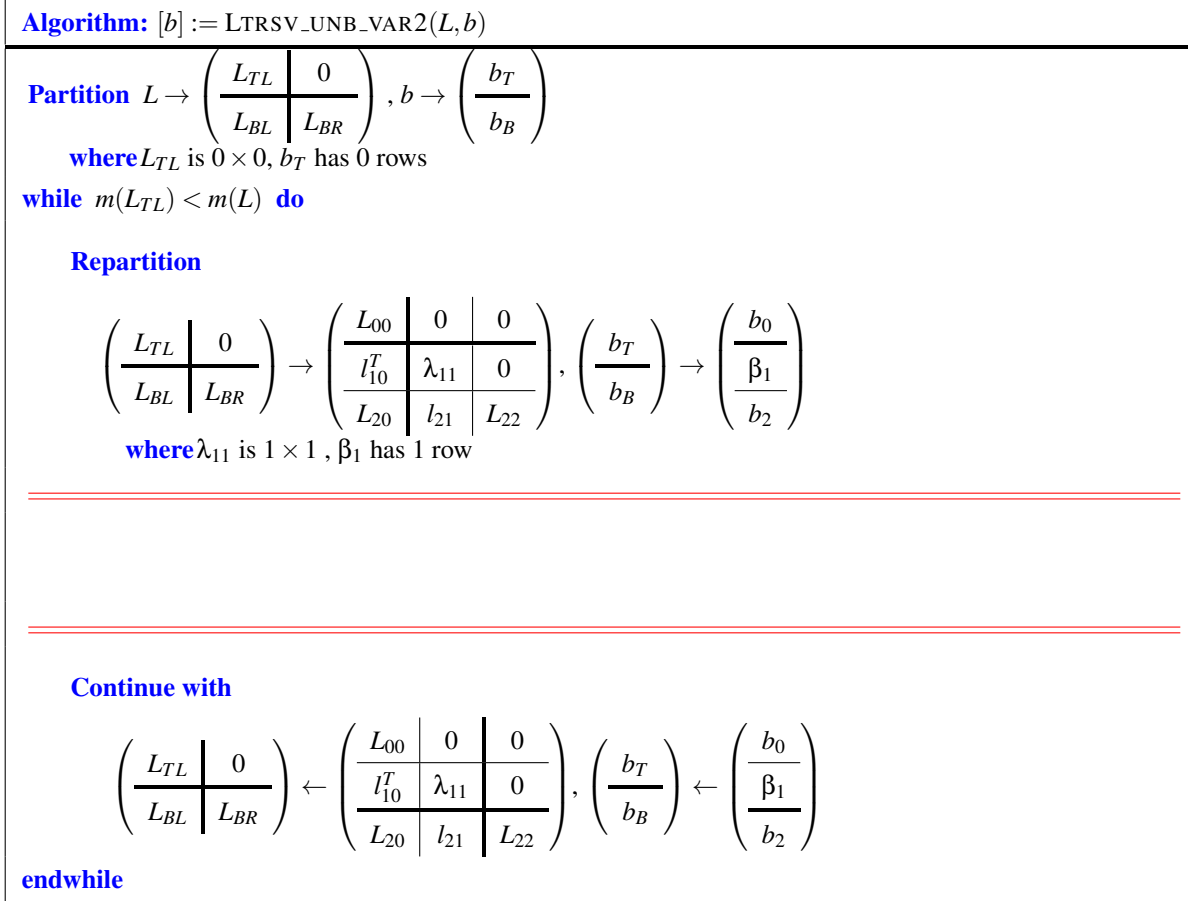 Algorithm: [b] := LTRSV_UNB_VAR2(L,b)
Partition L → ( L_TL 0 ; L_BL L_BR ) , b → ( b_T ; b_B )
where L_TL is 0 × 0, b_T has 0 rows
while m(L_TL) < m(L) do
Repartition
( L_TL 0 ; L_BL L_BR ) → ( L_00 0 0 ; l_10^T λ_11 0 ; L_20 l_21 L_22 ) , ( b_T ; b_B ) → ( b_0 ; β_1 ; b_2 )
where λ_11 is 1 × 1 , β_1 has 1 row
Continue with
( L_TL 0 ; L_BL L_BR ) ← ( L_00 0 0 ; l_10^T λ_11 0 ; L_20 l_21 L_22 ) , ( b_T ; b_B ) ← ( b_0 ; β_1 ; b_2 )
endwhile